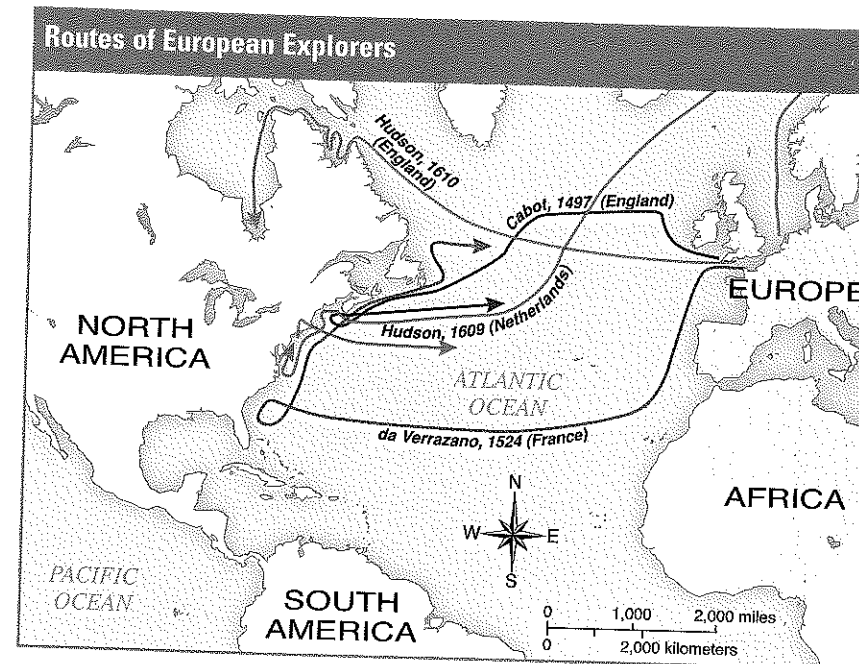 Routes of European Explorers
Hudson, 1610
(England)
Cabot, 1497 (England)
EUROPE
NORTH
AMERICA
Hudson, 1609 (Netherlands)
ATLANTIC
OCEAN
da Verrazano, 1524 (France)
N
W
E
S
AFRICA
PACIFIC
OCEAN
SOUTH
AMERICA
0 1,000 2,000 miles
0 2,000 kilometers